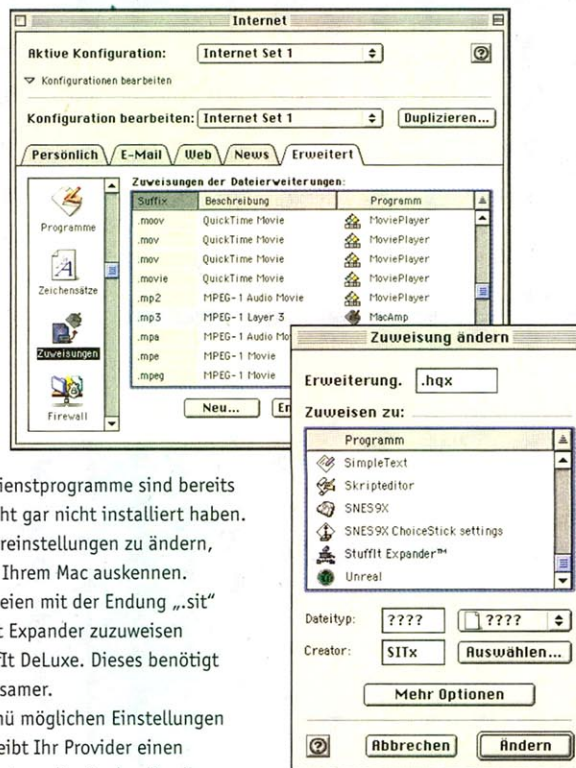 Internet
Aktive Konfiguration: Internet Set 1
Konfigurationen bearbeiten
Konfiguration bearbeiten: Internet Set 1 Duplizieren...
Persönlich E-Mail Web News Erweitert
Programme
Zeichensätze
Zuweisungen
Firewall
Zuweisungen der Dateierweiterungen:
Suffix Beschreibung Programm
.moov QuickTime Movie MoviePlayer
.mov QuickTime Movie MoviePlayer
.mov QuickTime Movie MoviePlayer
.movie QuickTime Movie MoviePlayer
.mp2 MPEG-1 Audio Movie MoviePlayer
.mp3 MPEG-1 Layer 3 MacAmp
.mpa MPEG-1 Audio Mo
.mpe MPEG-1 Movie
.mpeg MPEG-1 Movie
Neu...
Zuweisung ändern
Erweiterung. .hqx
Zuweisen zu:
Programm
SimpleText
Skripteditor
SNES9X
SNES9X ChoiceStick settings
StuffIt Expander™
Unreal
Dateityp: ???? ????
Creator: SITx Auswählen...
Mehr Optionen
Abbrechen Ändern
ienstprogramme sind bereits
ht gar nicht installiert haben.
reinstellungen zu ändern,
Ihrem Mac auskennen.
eien mit der Endung „.sit“
t Expander zuzuweisen
fIt DeLuxe. Dieses benötigt
samer.
nü möglichen Einstellungen
eibt Ihr Provider einen